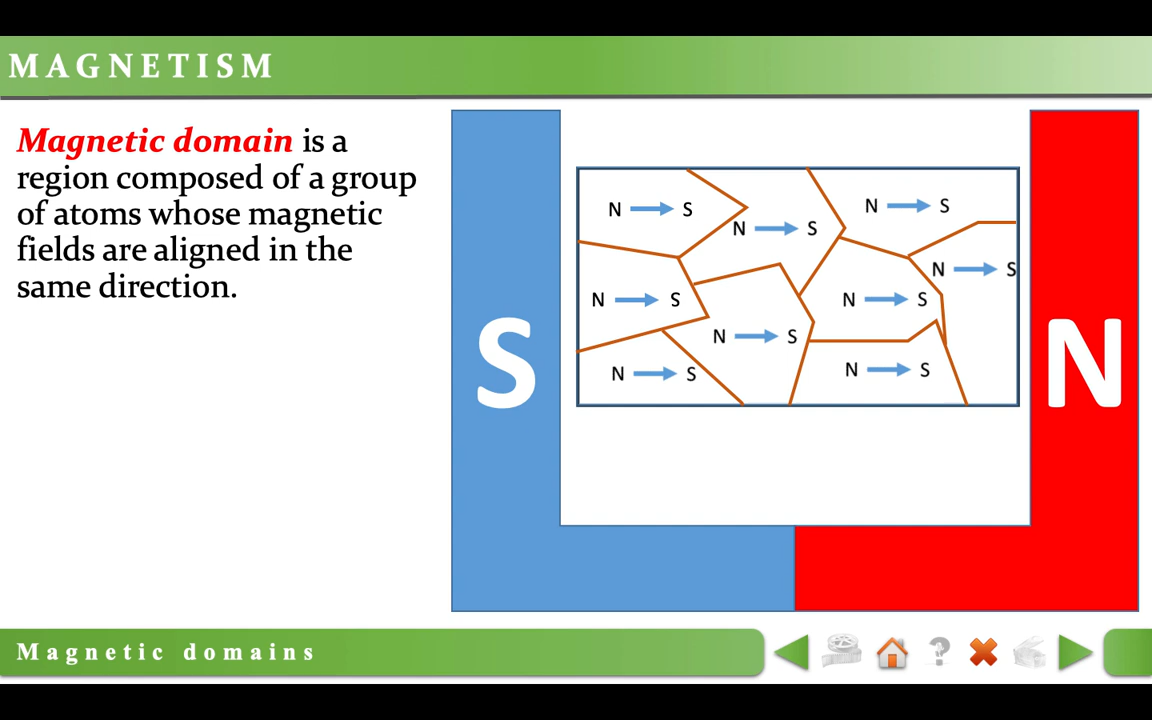 MAGNETISM
Magnetic domain is a
region composed of a group
of atoms whose magnetic
fields are aligned in the
same direction.
N S
N S
N S
N S
N S
N S
N S
N S
N S
S
N
Magnetic domains
?